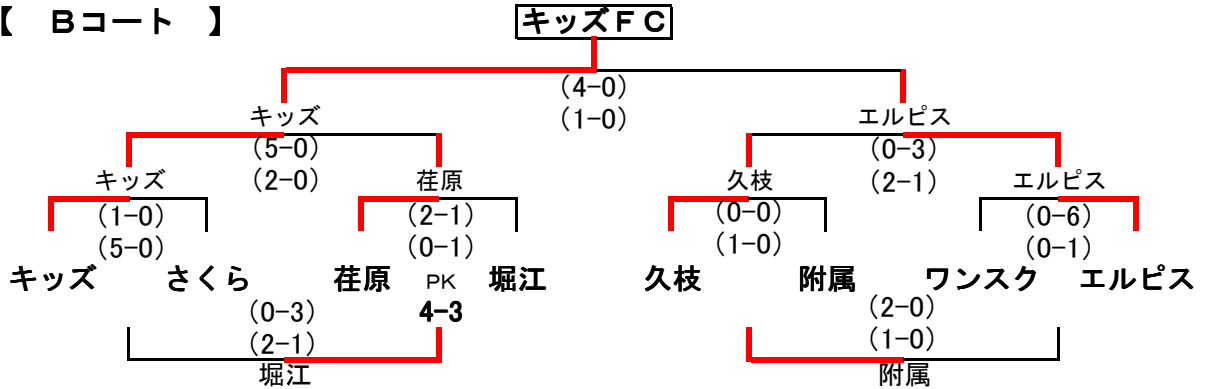 【 Bコート 】
キッズFC
(4-0)
(1-0)
キッズ
エルピス
(5-0)
(2-0)
(0-3)
(2-1)
キッズ
荏原
久枝
エルピス
(1-0)
(5-0)
(2-1)
(0-1)
(0-0)
(1-0)
(0-6)
(0-1)
キッズ さくら 荏原 PK 堀江 久枝 附属 ワンスク エルピス
4-3
(0-3)
(2-1)
(2-0)
(1-0)
堀江
附属